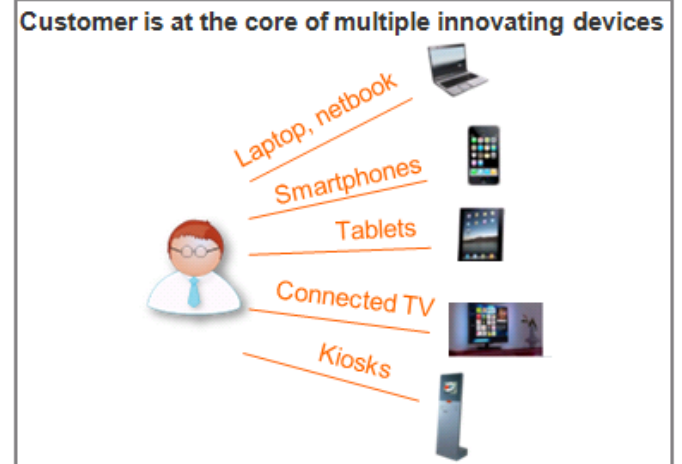 Customer is at the core of multiple innovating devices
Laptop, netbook
Smartphones
Tablets
Connected TV
Kiosks